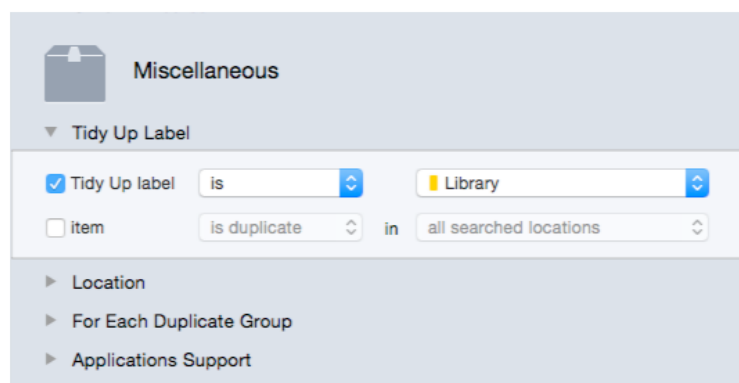 Miscellaneous
Tidy Up Label
Tidy Up label is Library
item is duplicate in all searched locations
Location
For Each Duplicate Group
Applications Support